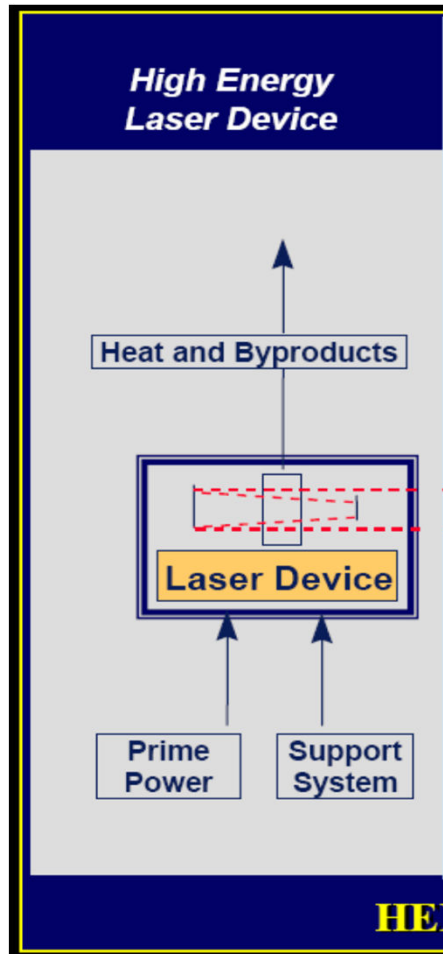 High Energy
Laser Device
Heat and Byproducts
Laser Device
Prime
Power
Support
System